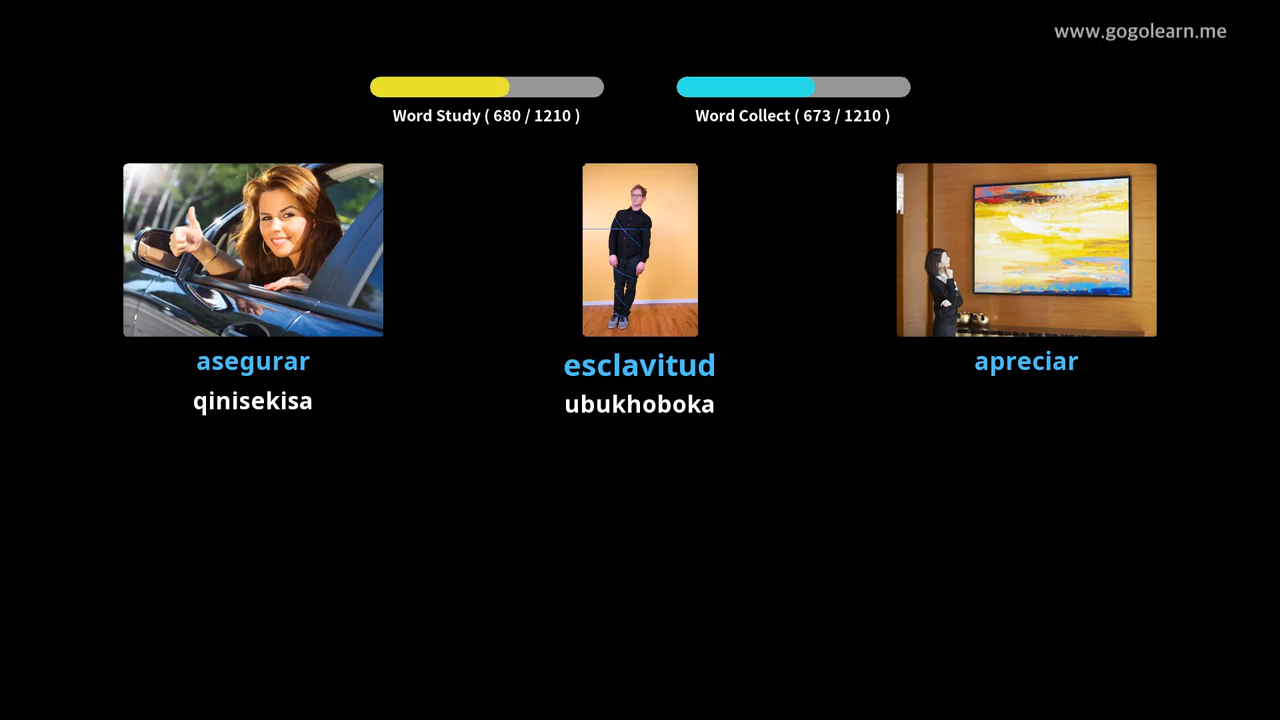 www.gogolearn.me
Word Study ( 680 / 1210 )
Word Collect ( 673 / 1210 )
asegurar
qinisekisa
esclavitud
ubukhoboka
apreciar